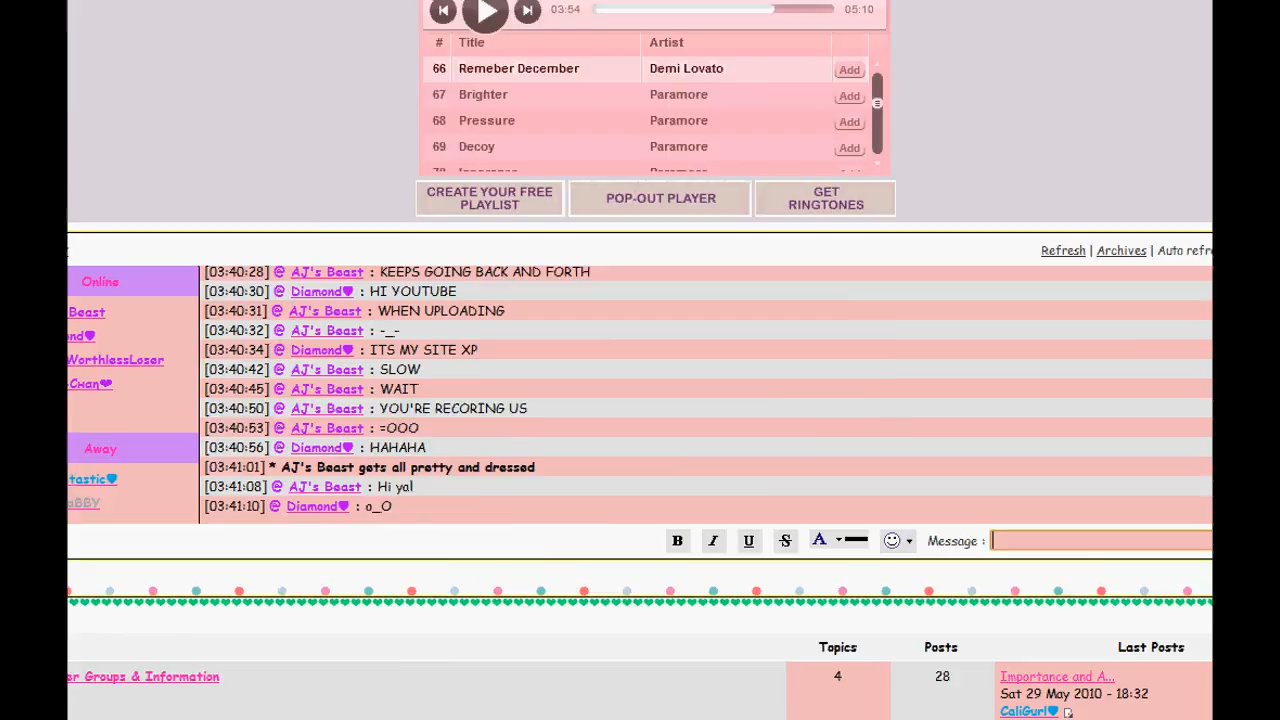 03:54 05:10
# Title Artist
66 Remeber December Demi Lovato Add
67 Brighter Paramore Add
68 Pressure Paramore Add
69 Decoy Paramore Add
CREATE YOUR FREE PLAYLIST POP-OUT PLAYER GET RINGTONES
Refresh | Archives | Auto refr
Online
Beast
nd♥
WorthlessLoser
Chan❤
Away
tastic♥
aBBY
[03:40:28] @ AJ's Beast : KEEPS GOING BACK AND FORTH
[03:40:30] @ Diamond♥ : HI YOUTUBE
[03:40:31] @ AJ's Beast : WHEN UPLOADING
[03:40:32] @ AJ's Beast : -_-
[03:40:34] @ Diamond♥ : ITS MY SITE XP
[03:40:42] @ AJ's Beast : SLOW
[03:40:45] @ AJ's Beast : WAIT
[03:40:50] @ AJ's Beast : YOU'RE RECORING US
[03:40:53] @ AJ's Beast : =OOO
[03:40:56] @ Diamond♥ : HAHAHA
[03:41:01] * AJ's Beast gets all pretty and dressed
[03:41:08] @ AJ's Beast : Hi ya!
[03:41:10] @ Diamond♥ : o_O
B I U S A Message :
Topics Posts Last Posts
er Groups & Information 4 28 Importance and A...
Sat 29 May 2010 - 18:32
CaliGurl♥